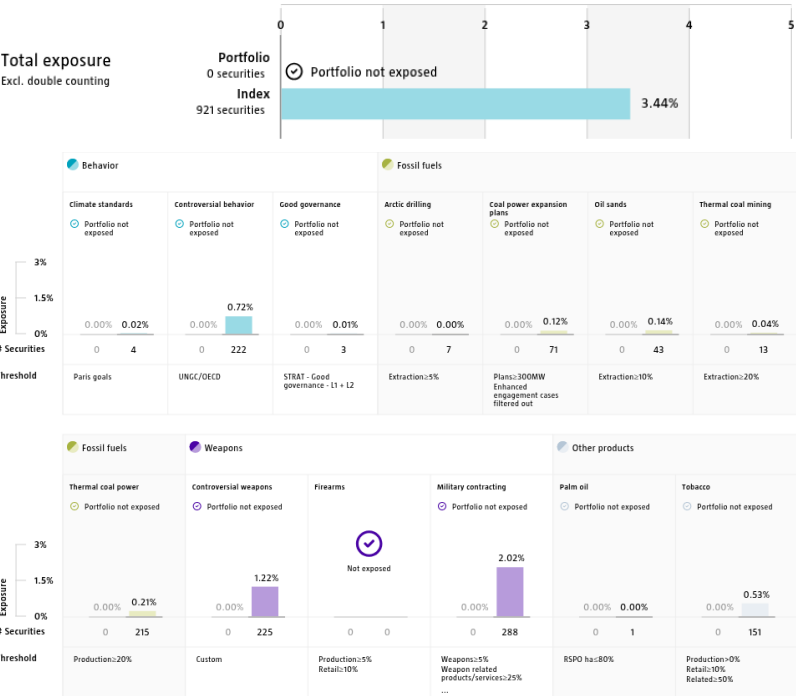 0 1 2 3 4 5
Total exposure
Excl. double counting
Portfolio
0 securities
Portfolio not exposed
Index
921 securities
3.44%
Behavior
Fossil fuels
Climate standards
Controversial behavior
Good governance
Arctic drilling
Coal power expansion
plans
Oil sands
Thermal coal mining
Portfolio not
exposed
Portfolio not
exposed
Portfolio not
exposed
Portfolio not
exposed
Portfolio not
exposed
Portfolio not
exposed
Portfolio not
exposed
Exposure
3%
1.5%
0%
0.00% 0.02%
0.00% 0.72%
0.00% 0.01%
0.00% 0.00%
0.00% 0.12%
0.00% 0.14%
0.00% 0.04%
# Securities 0 4 0 222 0 3 0 7 0 71 0 43 0 13
hreshold
Paris goals
UNGC/OECD
STRAT - Good
governance - L1 + L2
Extraction≥5%
Plans≥300MW
Enhanced
engagement cases
filtered out
Extraction≥10%
Extraction≥20%
Fossil fuels
Weapons
Other products
Thermal coal power
Controversial weapons
Firearms
Military contracting
Palm oil
Tobacco
Portfolio not exposed
Portfolio not exposed
Not exposed
Portfolio not exposed
Portfolio not exposed
Portfolio not exposed
Exposure
3%
1.5%
0%
0.00% 0.21%
0.00% 1.22%
0.00% 2.02%
0.00% 0.00%
0.00% 0.53%
# Securities 0 215 0 225 0 0 0 288 0 1 0 151
hreshold
Production≥20%
Custom
Production≥5%
Retail≥10%
Weapons≥5%
Weapon related
products/services≥25%
...
RSPO ha≤80%
Production>0%
Retail≥10%
Related≥50%